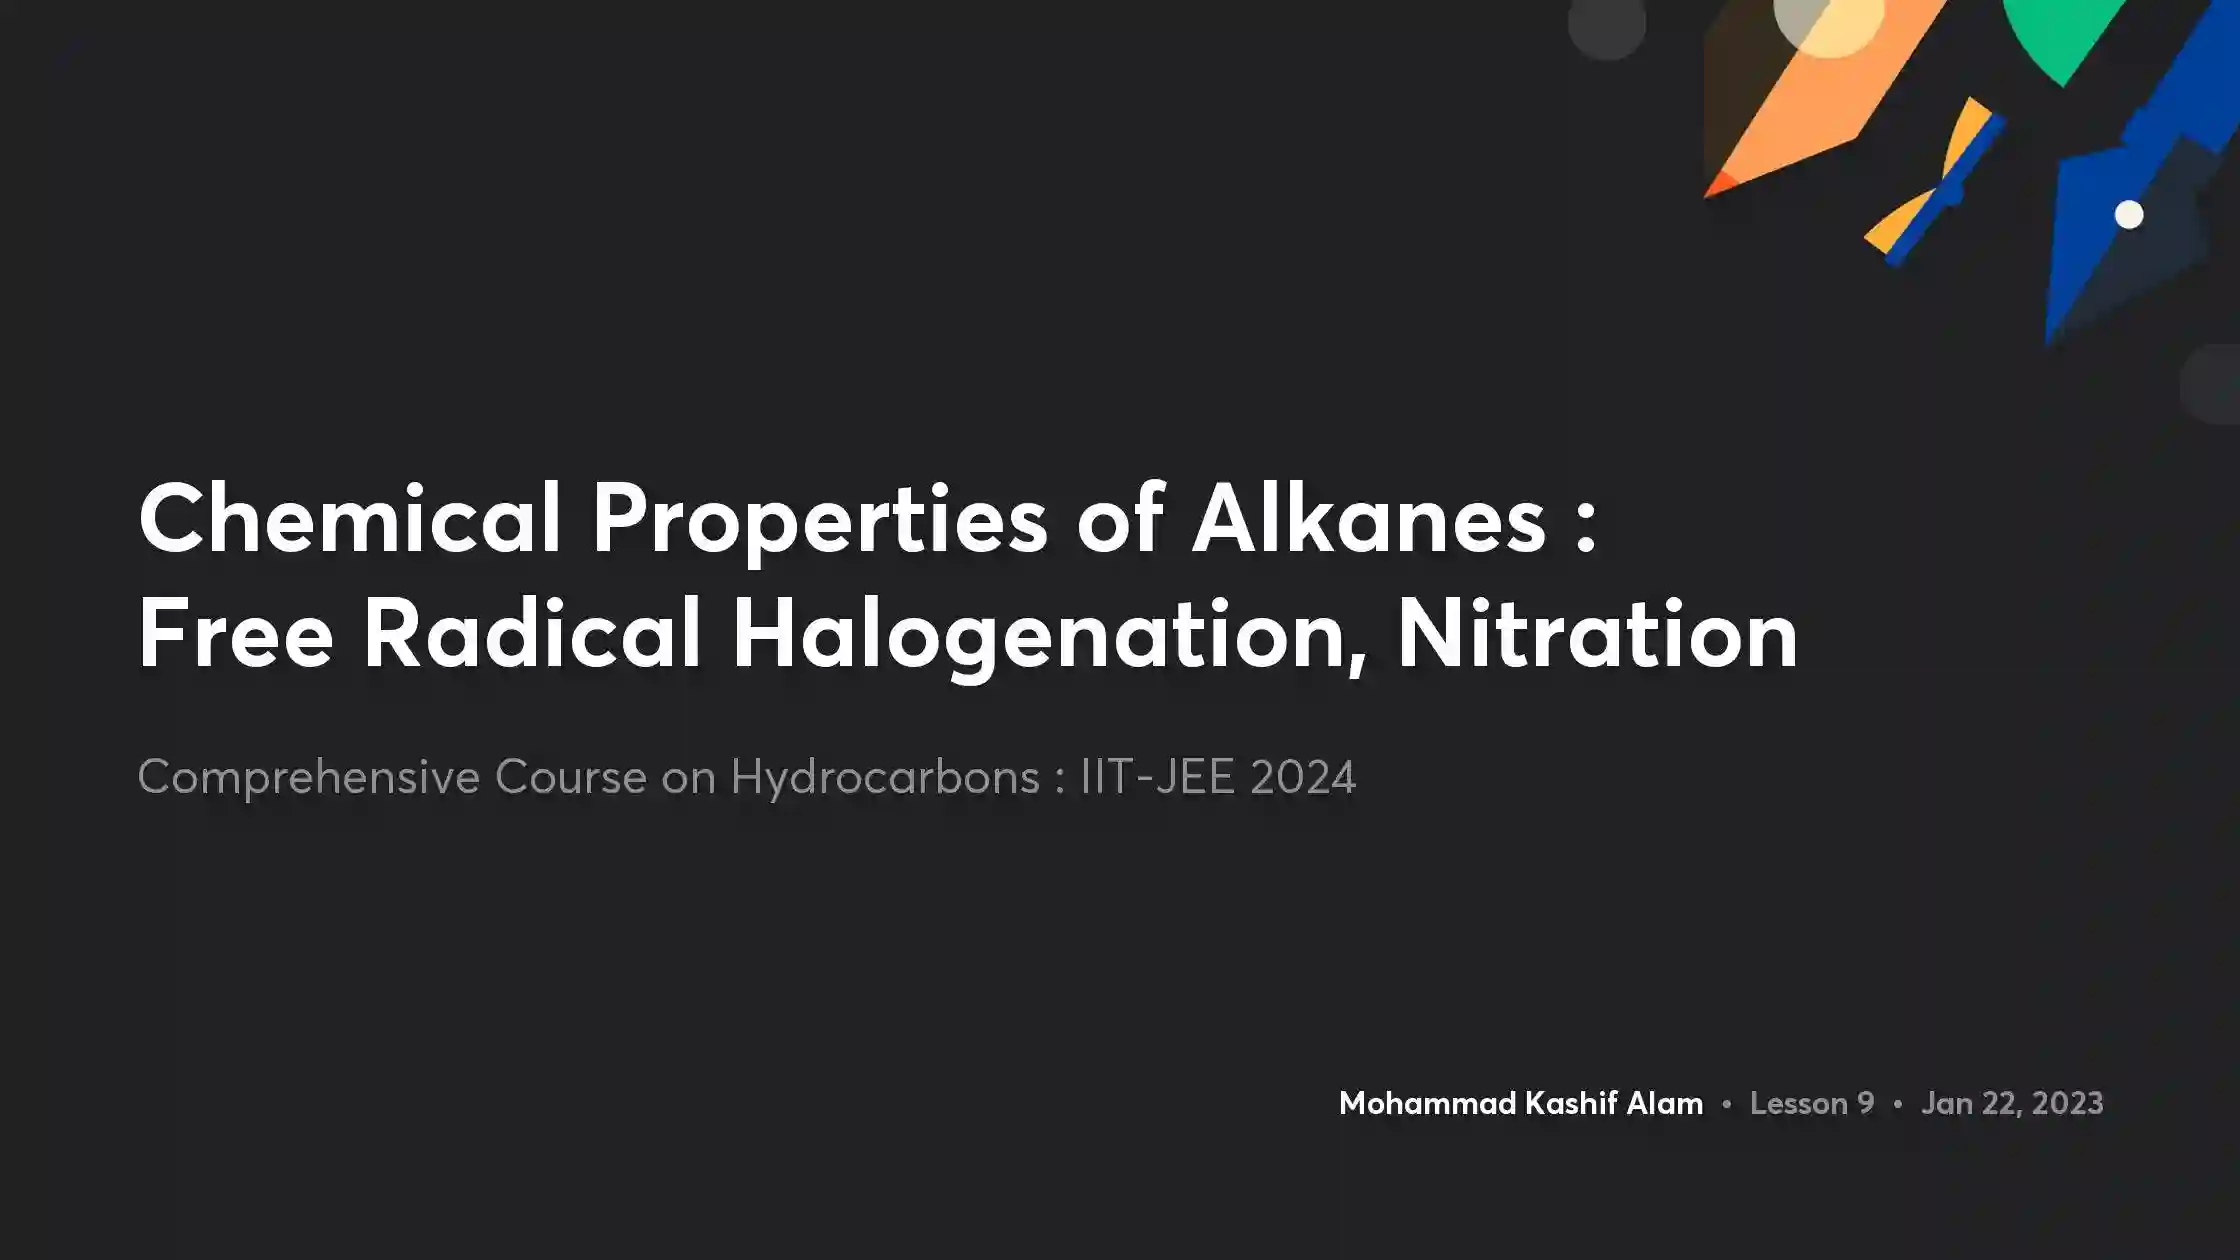 Chemical Properties of Alkanes :
Free Radical Halogenation, Nitration
Comprehensive Course on Hydrocarbons : IIT-JEE 2024
Mohammad Kashif Alam • Lesson 9 • Jan 22, 2023